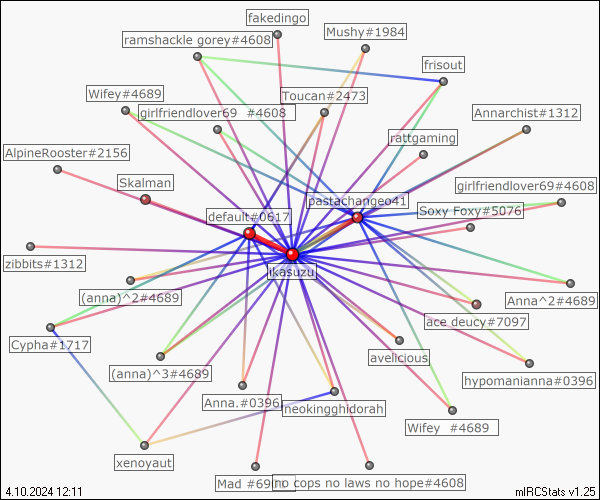 fakedingo
Mushy#1984
ramshackle gorey#4608
frisout
Wifey#4689
Toucan#2473
girlfriendlover69 #4608
Annarchist#1312
rattgaming
AlpineRooster#2156
Skalman
girlfriendlover69#4608
pastachangeo41
Soxy Foxy#5076
default#0617
zibbits#1312
ikasuzu
(anna)^2#4689
Anna^2#4689
ace deucy#7097
Cypha#1717
avelicious
(anna)^3#4689
hypomanianna#0396
Anna.#0396
neokingghidorah
Wifey #4689
xenoyaut
Mad #69
no cops no laws no hope#4608
4.10.2024 12:11
mIRCStats v1.25